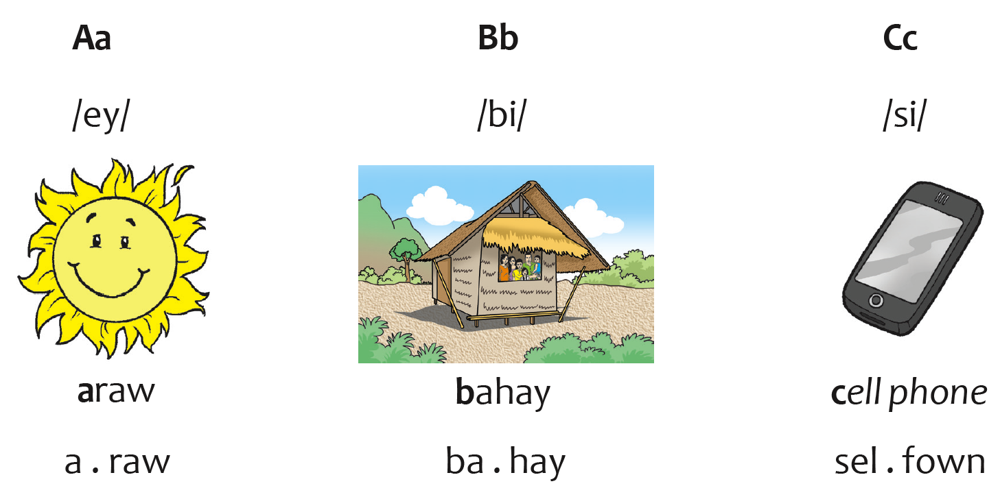 Aa Bb Cc
/ey/ /bi/ /si/
araw bahay cell phone
a . raw ba . hay sel . fown